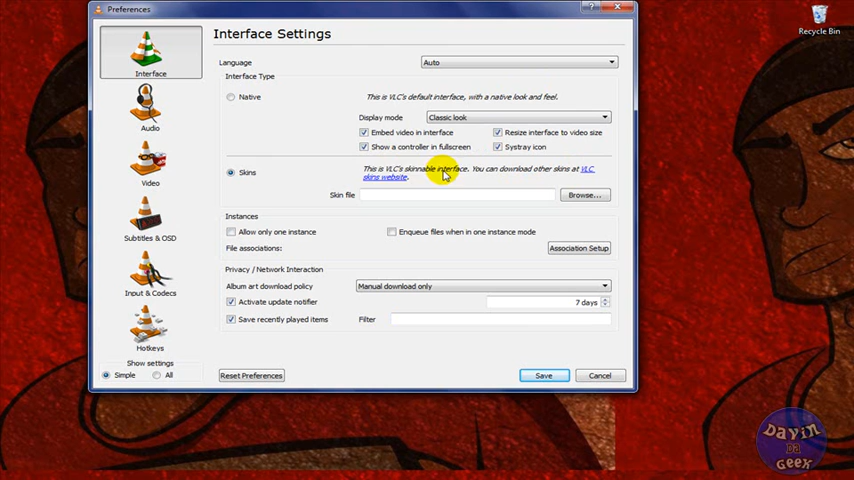 Preferences
Recycle Bin
Interface Settings
Interface
Language
Auto
Interface Type
Native
This is VLC's default interface, with a native look and feel.
Display mode
Classic look
Embed video in interface
Resize interface to video size
Show a controller in fullscreen
Systray icon
Audio
Skins
This is VLC's skinnable interface. You can download other skins at VLC
skins website.
Skin file
Browse...
Video
Instances
Allow only one instance
Enqueue files when in one instance mode
File associations:
Association Setup
Subtitles & OSD
Privacy / Network Interaction
Album art download policy
Manual download only
Activate update notifier
7 days
Save recently played items
Filter
Input & Codecs
Hotkeys
Show settings
Simple
All
Reset Preferences
Save
Cancel
Davin
Da
Geek